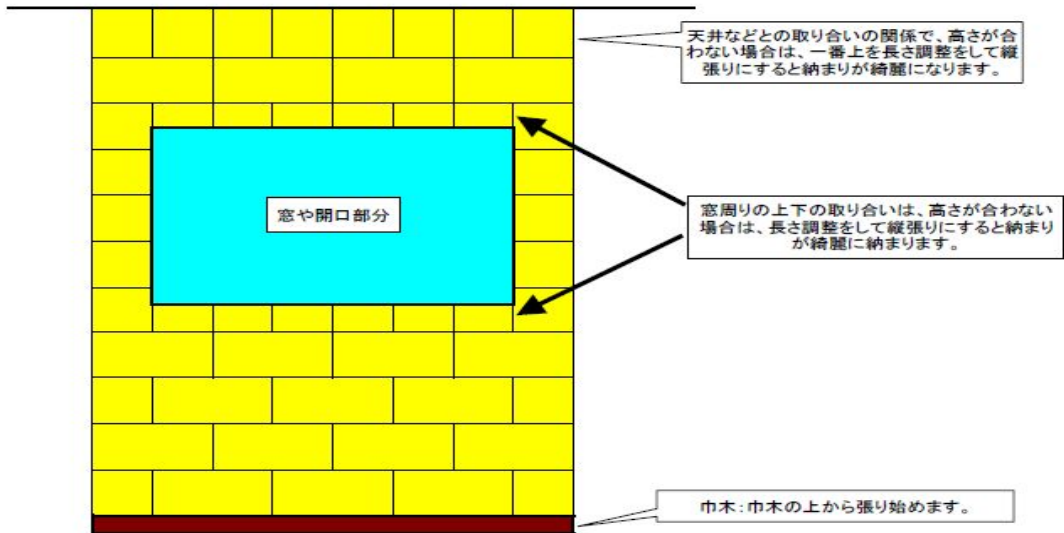 天井などとの取り合いの関係で、高さが合
わない場合は、一番上を長さ調整をして縦
張りにすると納まりが綺麗になります。
窓や開口部分
窓周りの上下の取り合いは、高さが合わない
場合は、長さ調整をして縦張りにすると納まり
が綺麗に納まります。
巾木：巾木の上から張り始めます。